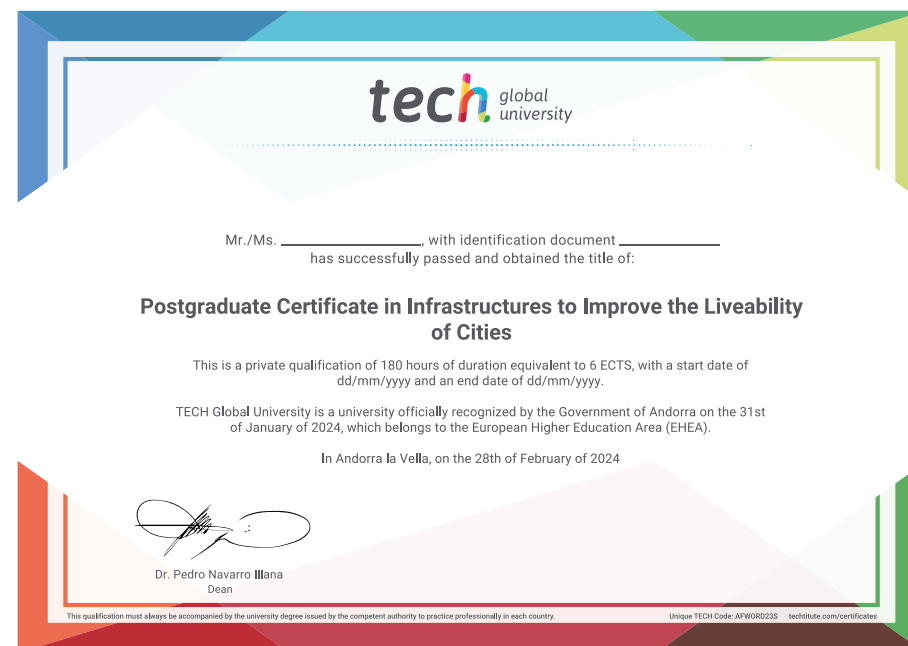 tech global university
Mr./Ms. ____________________, with identification document ______________
has successfully passed and obtained the title of:
Postgraduate Certificate in Infrastructures to Improve the Liveability
of Cities
This is a private qualification of 180 hours of duration equivalent to 6 ECTS, with a start date of
dd/mm/yyyy and an end date of dd/mm/yyyy.
TECH Global University is a university officially recognized by the Government of Andorra on the 31st
of January of 2024, which belongs to the European Higher Education Area (EHEA).
In Andorra la Vella, on the 28th of February of 2024
Dr. Pedro Navarro Illana
Dean
This qualification must always be accompanied by the university degree issued by the competent authority to practice professionally in each country.
Unique TECH Code: AFWORD23S techtitute.com/certificates